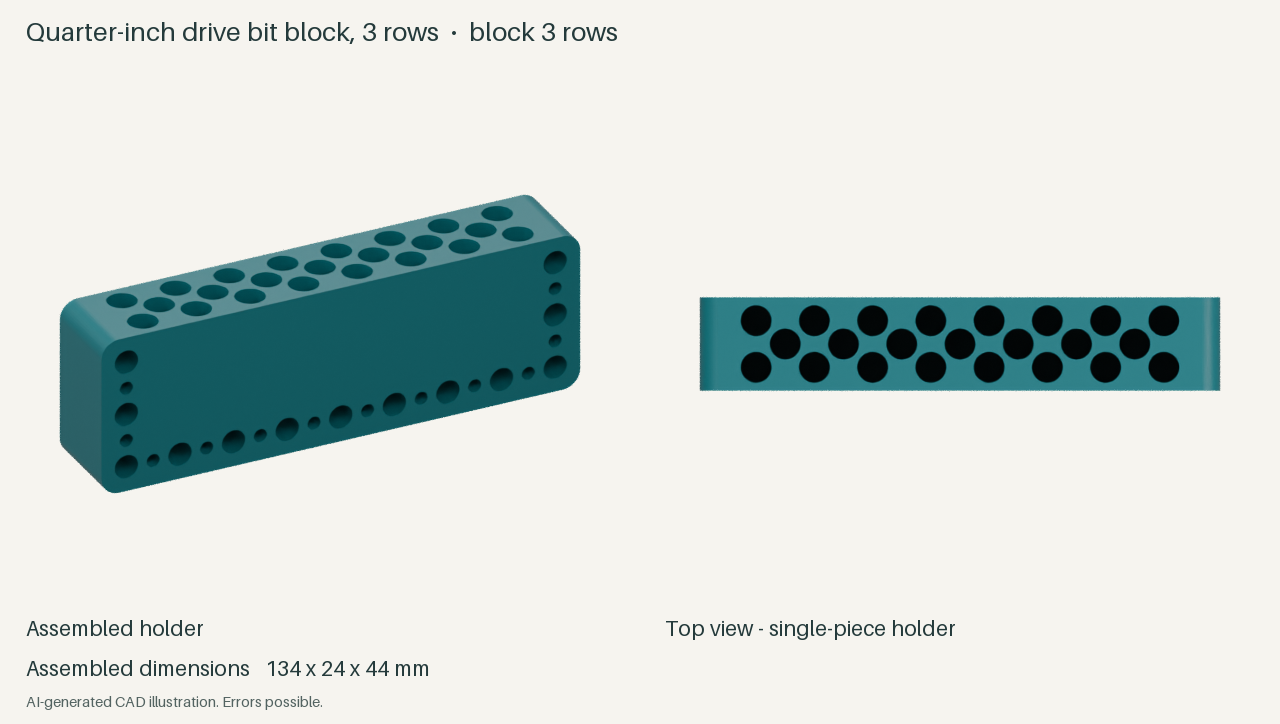 Quarter-inch drive bit block, 3 rows · block 3 rows
Assembled holder
Top view - single-piece holder
Assembled dimensions 134 x 24 x 44 mm
AI-generated CAD illustration. Errors possible.